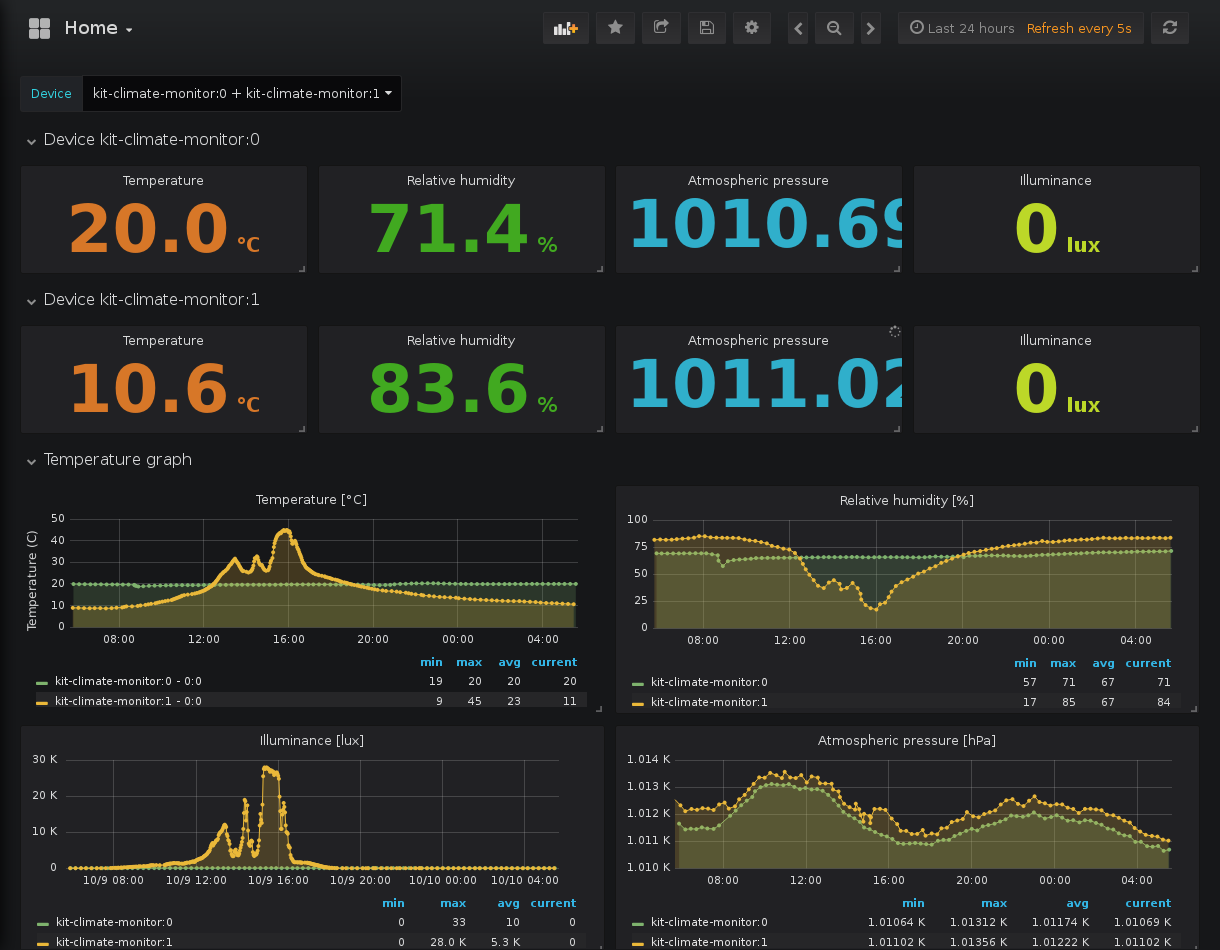 Home
Last 24 hours Refresh every 5s
Device kit-climate-monitor:0 + kit-climate-monitor:1
Device kit-climate-monitor:0
Temperature Relative humidity Atmospheric pressure Illuminance
20.0 °C 71.4 % 1010.69 0 lux
Device kit-climate-monitor:1
Temperature Relative humidity Atmospheric pressure Illuminance
10.6 °C 83.6 % 1011.02 0 lux
Temperature graph
Temperature [°C]
Temperature (C)
50
40
30
20
10
0
08:00 12:00 16:00 20:00 00:00 04:00
min max avg current
kit-climate-monitor:0 - 0:0 19 20 20 20
kit-climate-monitor:1 - 0:0 9 45 23 11
Relative humidity [%]
100
75
50
25
0
08:00 12:00 16:00 20:00 00:00 04:00
min max avg current
kit-climate-monitor:0 57 71 67 71
kit-climate-monitor:1 17 85 67 84
Illuminance [lux]
30 K
20 K
10 K
0
10/9 08:00 10/9 12:00 10/9 16:00 10/9 20:00 10/10 00:00 10/10 04:00
min max avg current
kit-climate-monitor:0 0 33 10 0
kit-climate-monitor:1 0 28.0 K 5.3 K 0
Atmospheric pressure [hPa]
1.014 K
1.013 K
1.012 K
1.011 K
1.010 K
08:00 12:00 16:00 20:00 00:00 04:00
min max avg current
kit-climate-monitor:0 1.01064 K 1.01312 K 1.01174 K 1.01069 K
kit-climate-monitor:1 1.01102 K 1.01356 K 1.01222 K 1.01102 K